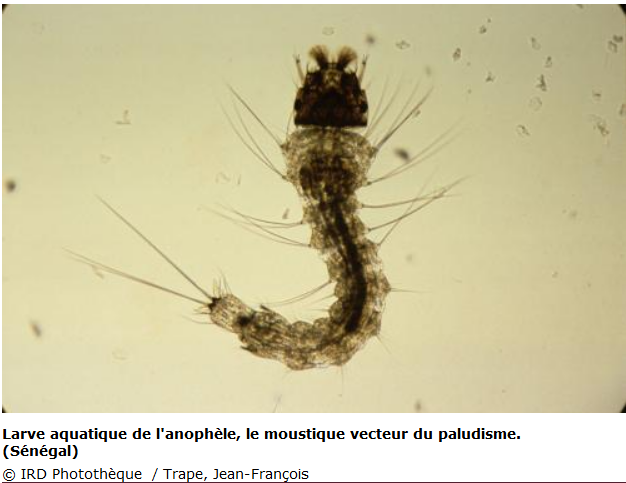 Larve aquatique de l'anophèle, le moustique vecteur du paludisme.
(Sénégal)
© IRD Photothèque / Trape, Jean-François